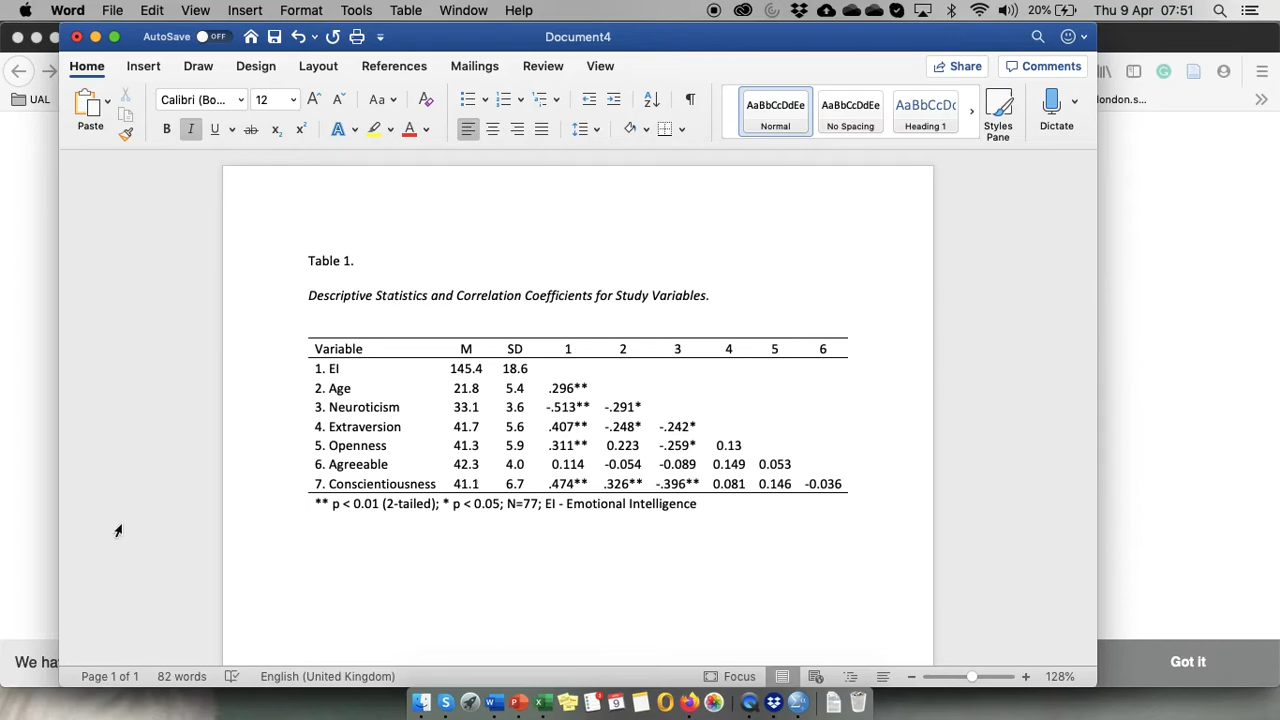 Word File Edit View Insert Format Tools Table Window Help 20% Thu 9 Apr 07:51
AutoSave OFF Document4
Home Insert Draw Design Layout References Mailings Review View Share Comments
UAL london.s...
Paste Calibri (Bo... 12 Aa AaBbCcDdEe AaBbCcDdEe AaBbCcDc
Normal No Spacing Heading 1 Styles Pane Dictate
Table 1.
Descriptive Statistics and Correlation Coefficients for Study Variables.
Variable M SD 1 2 3 4 5 6
1. EI 145.4 18.6
2. Age 21.8 5.4 .296**
3. Neuroticism 33.1 3.6 -.513** -.291*
4. Extraversion 41.7 5.6 .407** -.248* -.242*
5. Openness 41.3 5.9 .311** 0.223 -.259* 0.13
6. Agreeable 42.3 4.0 0.114 -0.054 -0.089 0.149 0.053
7. Conscientiousness 41.1 6.7 .474** .326** -.396** 0.081 0.146 -0.036
** p < 0.01 (2-tailed); * p < 0.05; N=77; EI - Emotional Intelligence
We ha Got it
Page 1 of 1 82 words English (United Kingdom) Focus 128%